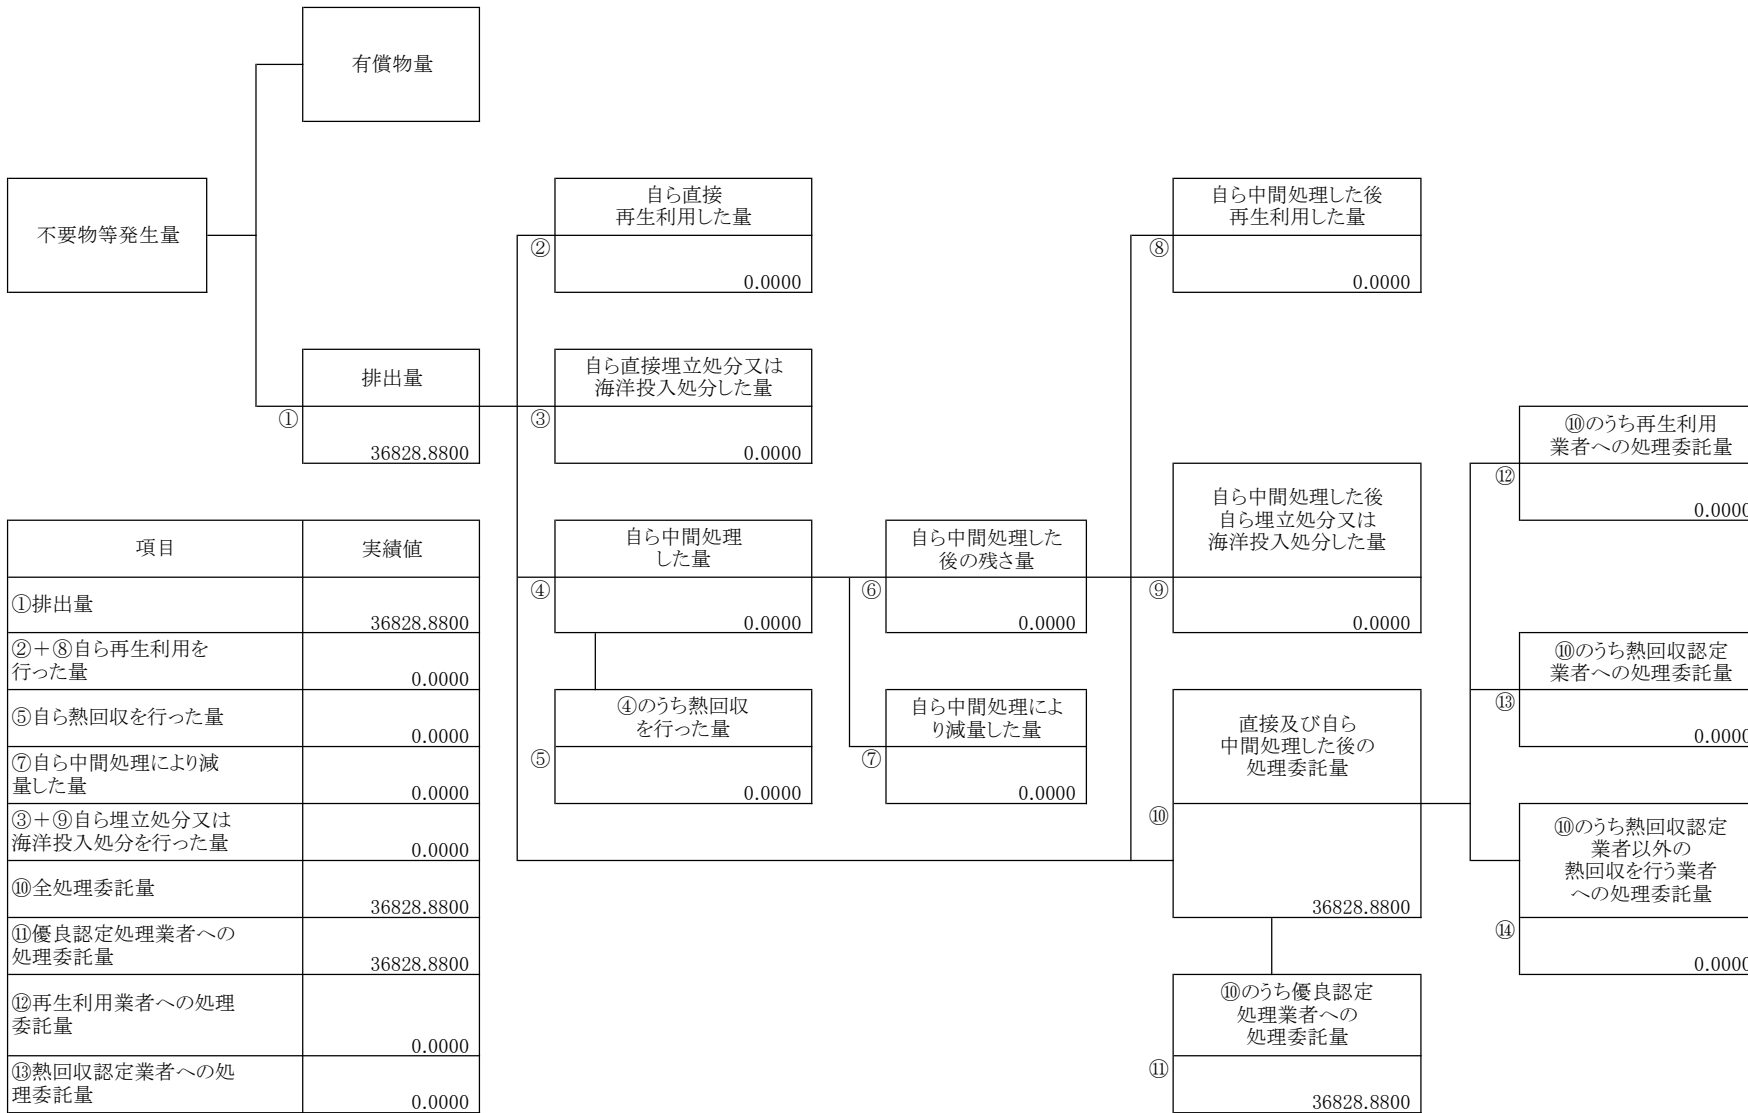 有償物量
不要物等発生量
自ら直接
再生利用した量
②
0.0000
自ら中間処理した後
再生利用した量
⑧
0.0000
排出量
①
36828.8800
自ら直接埋立処分又は
海洋投入処分した量
③
0.0000
⑩のうち再生利用
業者への処理委託量
⑫
0.0000
自ら中間処理
した量
④
0.0000
自ら中間処理した
後の残さ量
⑥
0.0000
自ら中間処理した後
自ら埋立処分又は
海洋投入処分した量
⑨
0.0000
⑩のうち熱回収認定
業者への処理委託量
⑬
0.0000
④のうち熱回収
を行った量
⑤
0.0000
自ら中間処理によ
り減量した量
⑦
0.0000
直接及び自ら
中間処理した後の
処理委託量
⑩
36828.8800
⑩のうち熱回収認定
業者以外の
熱回収を行う業者
への処理委託量
⑭
0.0000
⑩のうち優良認定
処理業者への
処理委託量
⑪
36828.8800
項目 実績値
①排出量
36828.8800
②+⑧自ら再生利用を
行った量
0.0000
⑤自ら熱回収を行った量
0.0000
⑦自ら中間処理により減
量した量
0.0000
③+⑨自ら埋立処分又は
海洋投入処分を行った量
0.0000
⑩全処理委託量
36828.8800
⑪優良認定処理業者への
処理委託量
36828.8800
⑫再生利用業者への処理
委託量
0.0000
⑬熱回収認定業者への処
理委託量
0.0000